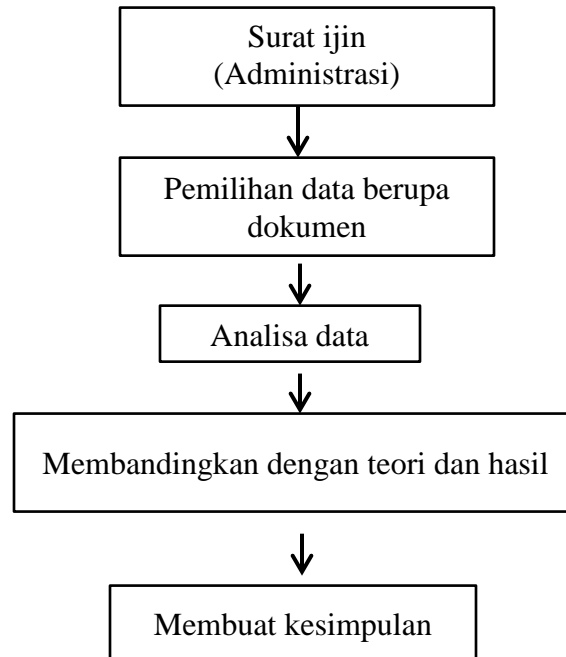 Surat ijin
(Administrasi)
Pemilihan data berupa
dokumen
Analisa data
Membandingkan dengan teori dan hasil
Membuat kesimpulan